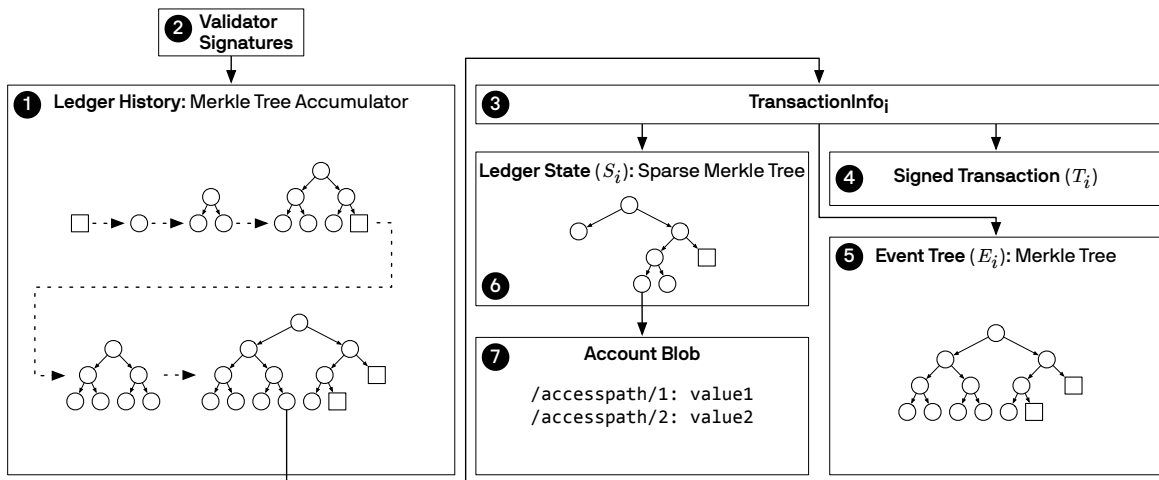 2 Validator
Signatures
1 Ledger History: Merkle Tree Accumulator
3 TransactionInfoi
Ledger State (Si): Sparse Merkle Tree
6
4 Signed Transaction (Ti)
5 Event Tree (Ei): Merkle Tree
7 Account Blob
/accesspath/1: value1
/accesspath/2: value2